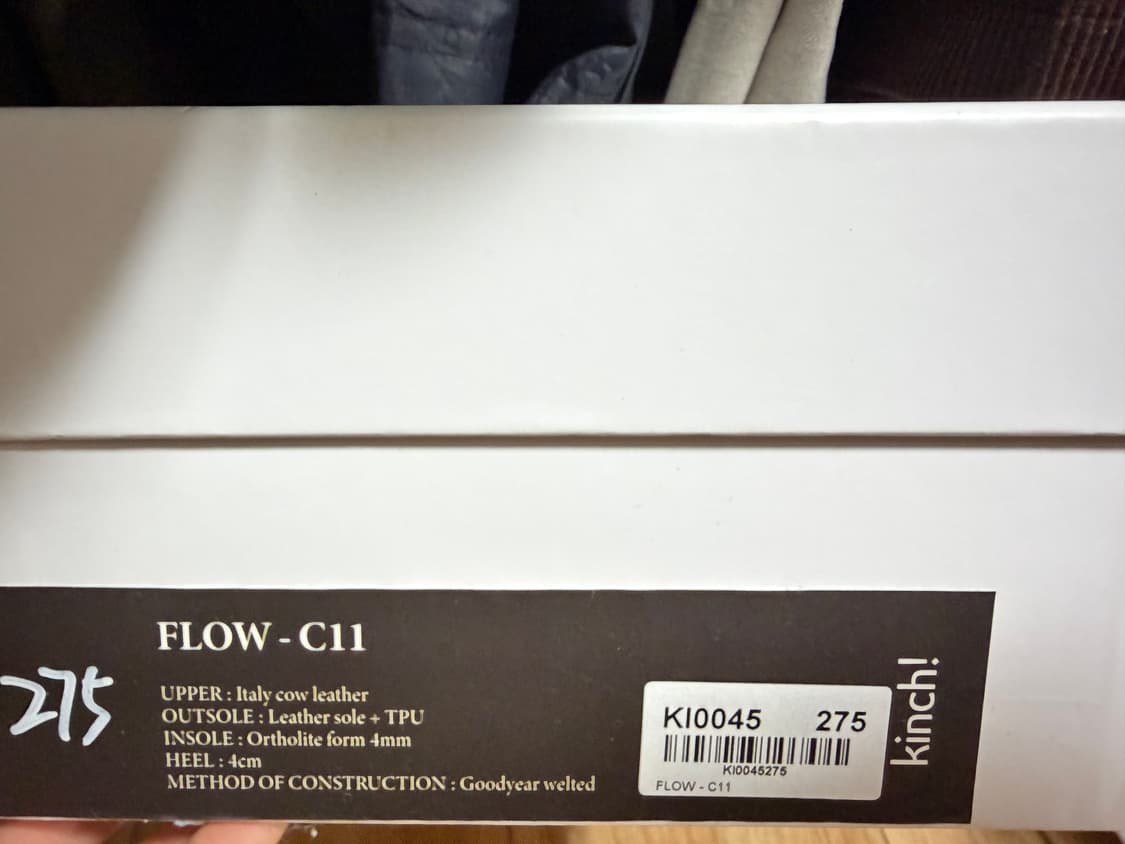 FLOW - C11
275
UPPER : Italy cow leather
OUTSOLE : Leather sole + TPU
INSOLE : Ortholite form 4mm
HEEL : 4cm
METHOD OF CONSTRUCTION : Goodyear welted
KI0045 275
KI0045275
FLOW - C11
kinch!